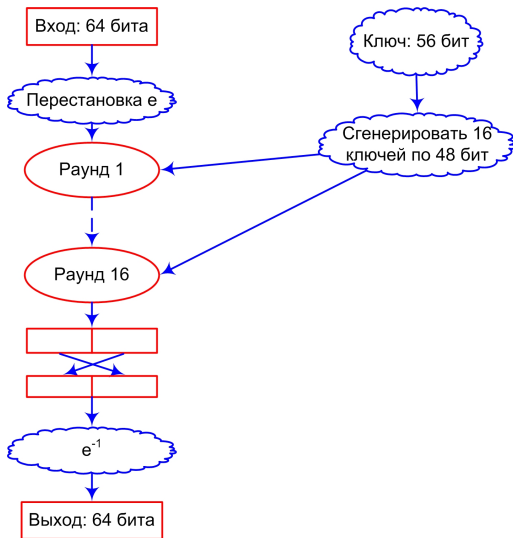 Вход: 64 бита
Ключ: 56 бит
Перестановка е
Сгенерировать 16
ключей по 48 бит
Раунд 1
Раунд 16
e⁻¹
Выход: 64 бита